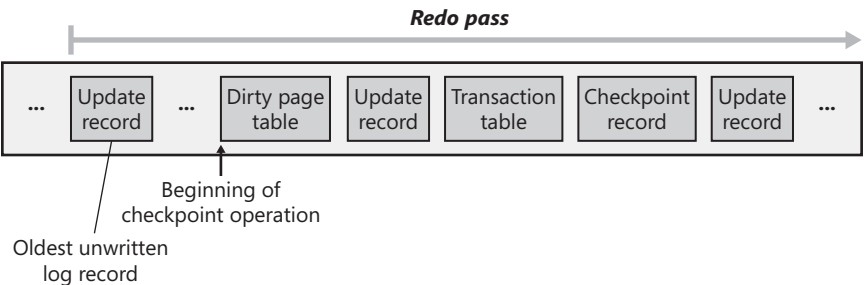 Redo pass
... Update record ... Dirty page table Update record Transaction table Checkpoint record Update record ...
Beginning of
checkpoint operation
Oldest unwritten
log record